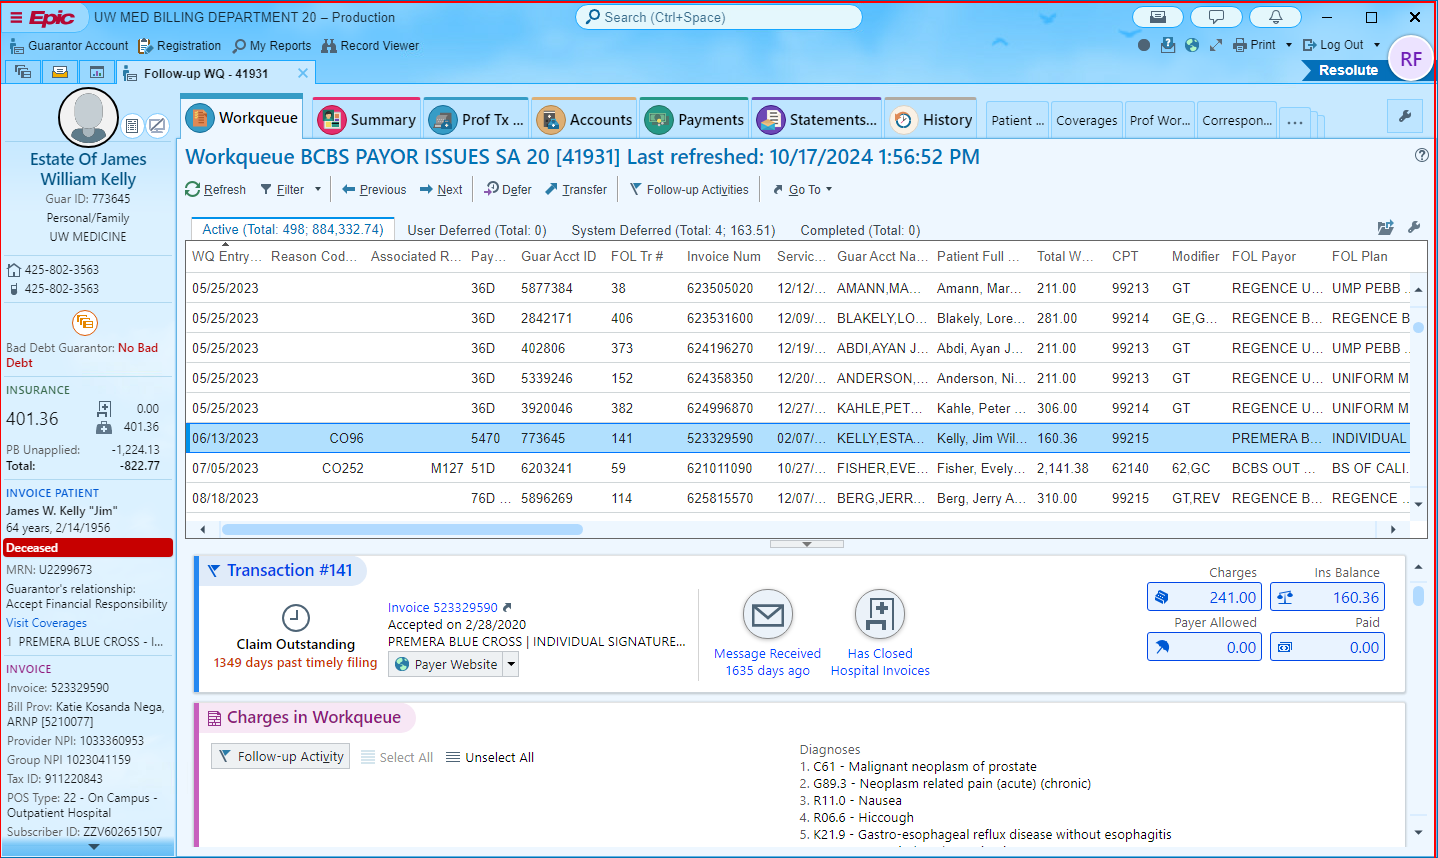 Epic UW MED BILLING DEPARTMENT 20 – Production Search (Ctrl+Space)
Guarantor Account Registration My Reports Record Viewer Print Log Out RF
Follow-up WQ - 41931 Resolute
Estate Of James
William Kelly
Guar ID: 773645
Personal/Family
UW MEDICINE
425-802-3563
425-802-3563
Bad Debt Guarantor: No Bad
Debt
INSURANCE
401.36 0.00
401.36
PB Unapplied: -1,224.13
Total: -822.77
INVOICE PATIENT
James W. Kelly "Jim"
64 years, 2/14/1956
Deceased
MRN: U2299673
Guarantor's relationship:
Accept Financial Responsibility
Visit Coverages
1 PREMERA BLUE CROSS - I...
INVOICE
Invoice: 523329590
Bill Prov: Katie Kosanda Nega,
ARNP [5210077]
Provider NPI: 1033360953
Group NPI 1023041159
Tax ID: 911220843
POS Type: 22 - On Campus -
Outpatient Hospital
Subscriber ID: ZZV602651507
Workqueue Summary Prof Tx ... Accounts Payments Statements... History Patient ... Coverages Prof Wor... Correspon... ...
Workqueue BCBS PAYOR ISSUES SA 20 [41931] Last refreshed: 10/17/2024 1:56:52 PM
Refresh Filter Previous Next Defer Transfer Follow-up Activities Go To
Active (Total: 498; 884,332.74) User Deferred (Total: 0) System Deferred (Total: 4; 163.51) Completed (Total: 0)
WQ Entry... Reason Cod... Associated R... Pay... Guar Acct ID FOL Tr # Invoice Num Servic... Guar Acct Na... Patient Full ... Total W... CPT Modifier FOL Payor FOL Plan
05/25/2023 36D 5877384 38 623505020 12/12/... AMANN,MA... Amann, Mar... 211.00 99213 GT REGENCE U... UMP PEBB ...
05/25/2023 36D 2842171 406 623531600 12/09/... BLAKELY,LO... Blakely, Lore... 281.00 99214 GE,G... REGENCE B... REGENCE B
05/25/2023 36D 402806 373 624196270 12/19/... ABDI,AYAN J... Abdi, Ayan J... 211.00 99213 GT REGENCE U... UMP PEBB ...
05/25/2023 36D 5339246 152 624358350 12/20/... ANDERSON,... Anderson, Ni... 211.00 99213 GT REGENCE U... UNIFORM M
05/25/2023 36D 3920046 382 624996870 12/27/... KAHLE,PET... Kahle, Peter ... 306.00 99214 GT REGENCE U... UNIFORM M
06/13/2023 CO96 5470 773645 141 523329590 02/07/... KELLY,ESTA... Kelly, Jim Wil... 160.36 99215 PREMERA B... INDIVIDUAL
07/05/2023 CO252 M127 51D 6203241 59 621011090 10/27/... FISHER,EVE... Fisher, Evely... 2,141.38 62140 62,GC BCBS OUT ... BS OF CALI...
08/18/2023 76D ... 5896269 114 625815570 12/07/... BERG,JERR... Berg, Jerry A... 310.00 99215 GT,REV REGENCE B... REGENCE ...
Transaction #141
Claim Outstanding
1349 days past timely filing
Invoice 523329590
Accepted on 2/28/2020
PREMERA BLUE CROSS | INDIVIDUAL SIGNATURE...
Payer Website
Message Received
1635 days ago
Has Closed
Hospital Invoices
Charges Ins Balance
241.00 160.36
Payer Allowed Paid
0.00 0.00
Charges in Workqueue
Follow-up Activity Select All Unselect All
Diagnoses
1. C61 - Malignant neoplasm of prostate
2. G89.3 - Neoplasm related pain (acute) (chronic)
3. R11.0 - Nausea
4. R06.6 - Hiccough
5. K21.9 - Gastro-esophageal reflux disease without esophagitis